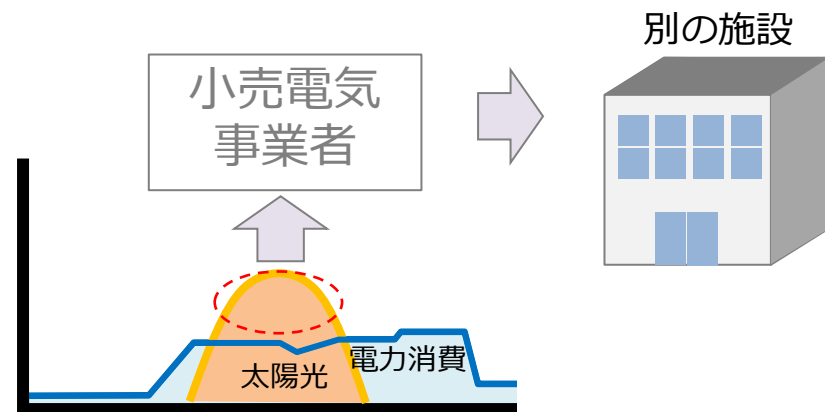 別の施設
小売電気
事業者
電力消費
太陽光